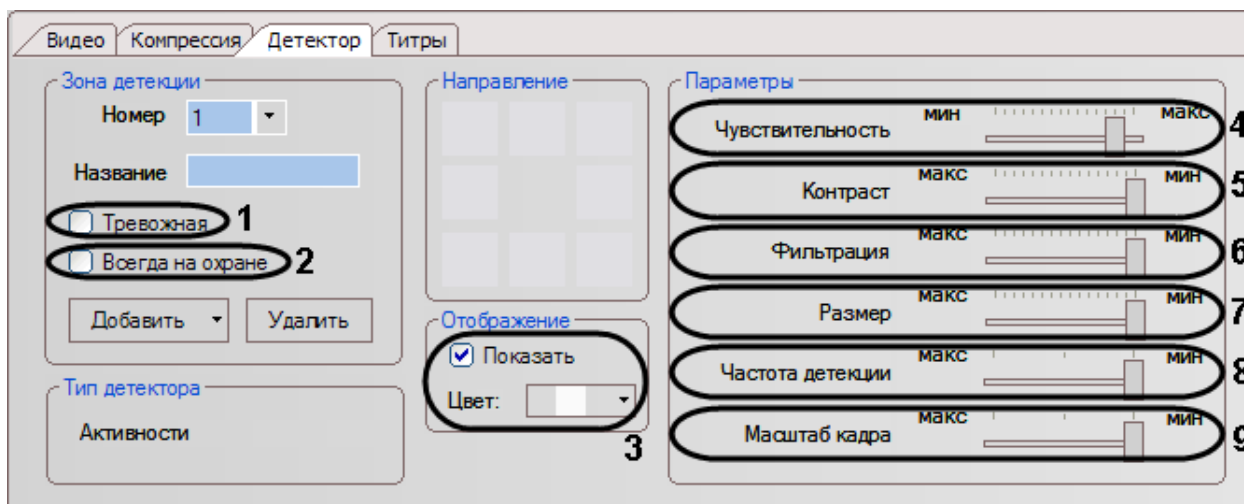 Видео Компрессия Детектор Титры
Зона детекции
Номер 1
Название
Тревожная 1
Всегда на охране 2
Добавить Удалить
Тип детектора
Активности
Направление
Отображение
Показать
Цвет:
3
Параметры
Чувствительность мин макс 4
Контраст макс мин 5
Фильтрация макс мин 6
Размер макс мин 7
Частота детекции макс мин 8
Масштаб кадра макс мин 9